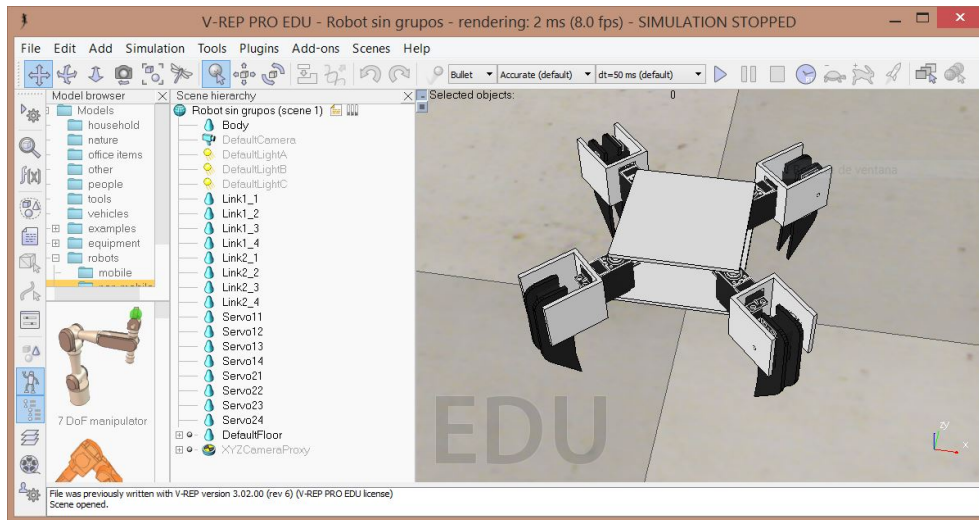 V-REP PRO EDU - Robot sin grupos - rendering: 2 ms (8.0 fps) - SIMULATION STOPPED
File Edit Add Simulation Tools Plugins Add-ons Scenes Help
Bullet Accurate (default) dt=50 ms (default)
Model browser
Models
household
nature
office items
other
people
tools
vehicles
examples
equipment
robots
mobile
7 DoF manipulator
Scene hierarchy
Robot sin grupos (scene 1)
Body
DefaultCamera
DefaultLightA
DefaultLightB
DefaultLightC
Link1_1
Link1_2
Link1_3
Link1_4
Link2_1
Link2_2
Link2_3
Link2_4
Servo11
Servo12
Servo13
Servo14
Servo21
Servo22
Servo23
Servo24
DefaultFloor
XYZCameraProxy
Selected objects: 0
de ventana
EDU
zy
x
f(x)
File was previously written with V-REP version 3.02.00 (rev 6) (V-REP PRO EDU license)
Scene opened.